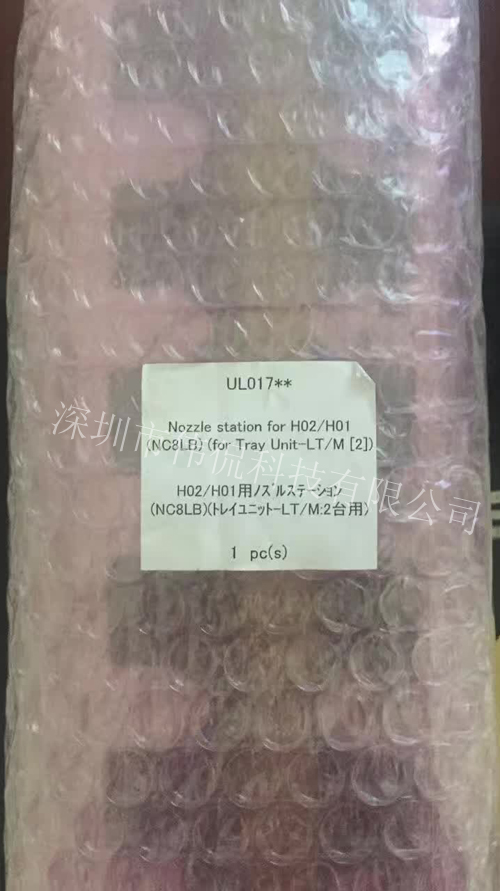 UL017**
Nozzle station for H02/H01
(NC8LB) (for Tray Unit-LT/M [2])
H02/H01用ノズルステーション
(NC8LB)(トレイユニット-LT/M:2台用)
1 pc(s)
深圳市伟流科技有限公司